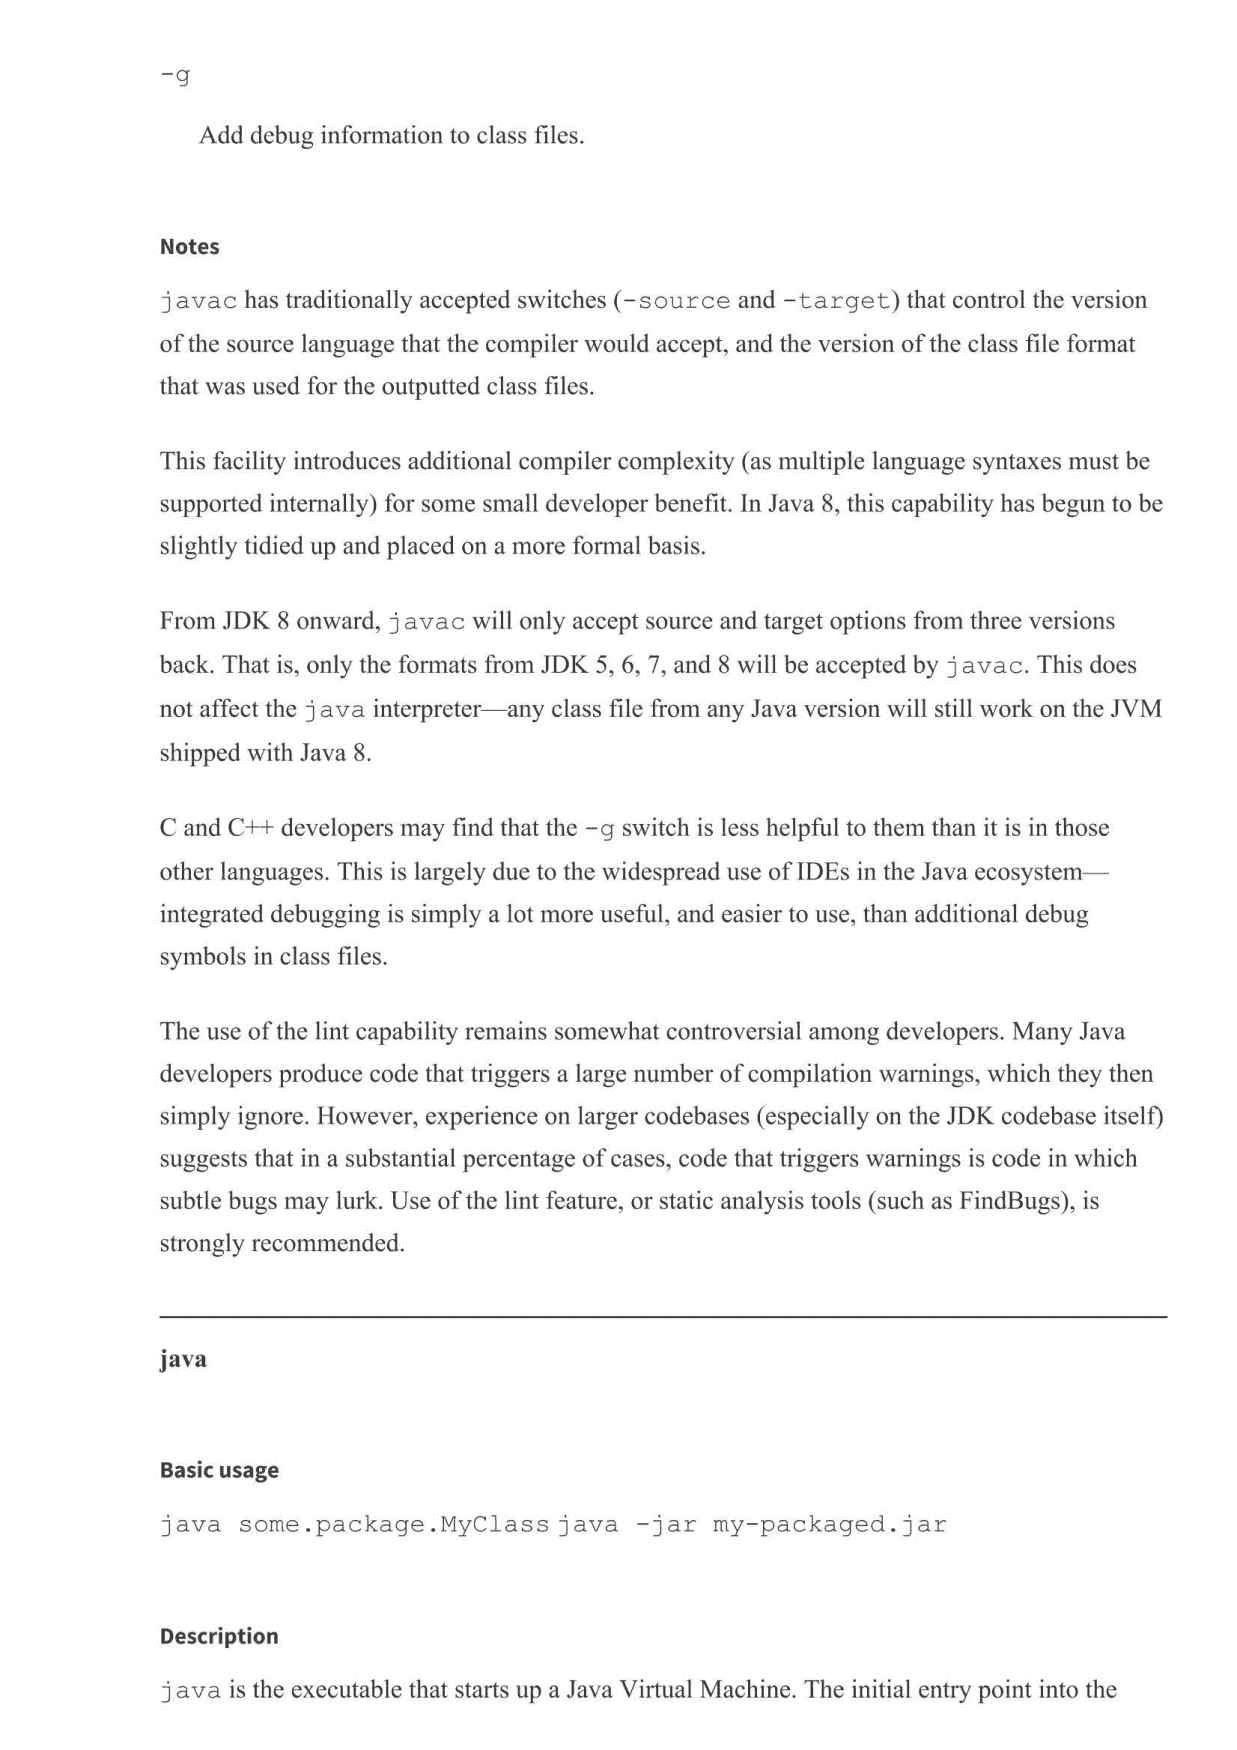 -g
Add debug information to class files.
Notes
javac has traditionally accepted switches (-source and -target) that control the version
of the source language that the compiler would accept, and the version of the class file format
that was used for the outputted class files.
This facility introduces additional compiler complexity (as multiple language syntaxes must be
supported internally) for some small developer benefit. In Java 8, this capability has begun to be
slightly tidied up and placed on a more formal basis.
From JDK 8 onward, javac will only accept source and target options from three versions
back. That is, only the formats from JDK 5, 6, 7, and 8 will be accepted by javac. This does
not affect the java interpreter—any class file from any Java version will still work on the JVM
shipped with Java 8.
C and C++ developers may find that the -g switch is less helpful to them than it is in those
other languages. This is largely due to the widespread use of IDEs in the Java ecosystem—
integrated debugging is simply a lot more useful, and easier to use, than additional debug
symbols in class files.
The use of the lint capability remains somewhat controversial among developers. Many Java
developers produce code that triggers a large number of compilation warnings, which they then
simply ignore. However, experience on larger codebases (especially on the JDK codebase itself)
suggests that in a substantial percentage of cases, code that triggers warnings is code in which
subtle bugs may lurk. Use of the lint feature, or static analysis tools (such as FindBugs), is
strongly recommended.
java
Basic usage
java some.package.MyClass java -jar my-packaged.jar
Description
java is the executable that starts up a Java Virtual Machine. The initial entry point into the